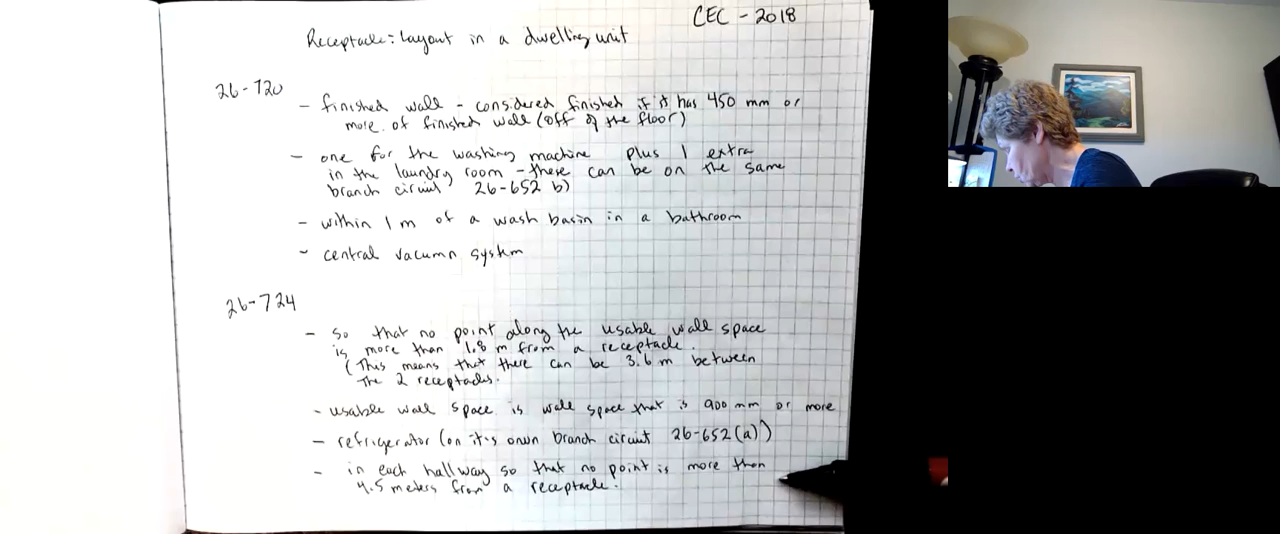 CEC - 2018
Receptacle: Layout in a dwelling unit
26-720
- finished wall - considered finished if it has 450 mm or
more of finished wall (off of the floor)
- one for the washing machine plus 1 extra
in the laundry room - these can be on the same
branch circuit 26-652 b)
- within 1 m of a wash basin in a bathroom
- central vacumn system
26-724
- so that no point along the usable wall space
is more than 1.8 m from a receptacle.
(This means that there can be 3.6 m between
the 2 receptacles.
- usable wall space is wall space that is 900 mm or more
- refrigerator (on it's own branch circuit 26-652(a))
- in each hallway so that no point is more than
4.5 meters from a receptacle.